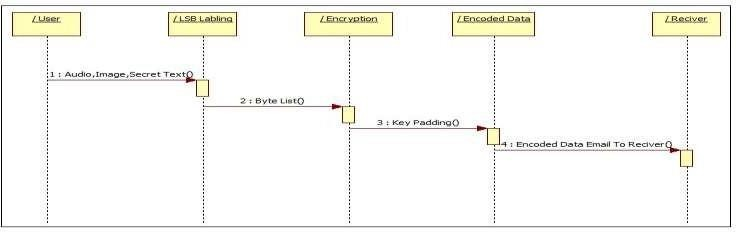 / User
/ LSB Labling
/ Encryption
/ Encoded Data
/ Reciver
1 : Audio,Image,Secret Text()
2 : Byte List()
3 : Key Padding()
4 : Encoded Data Email To Reciver()